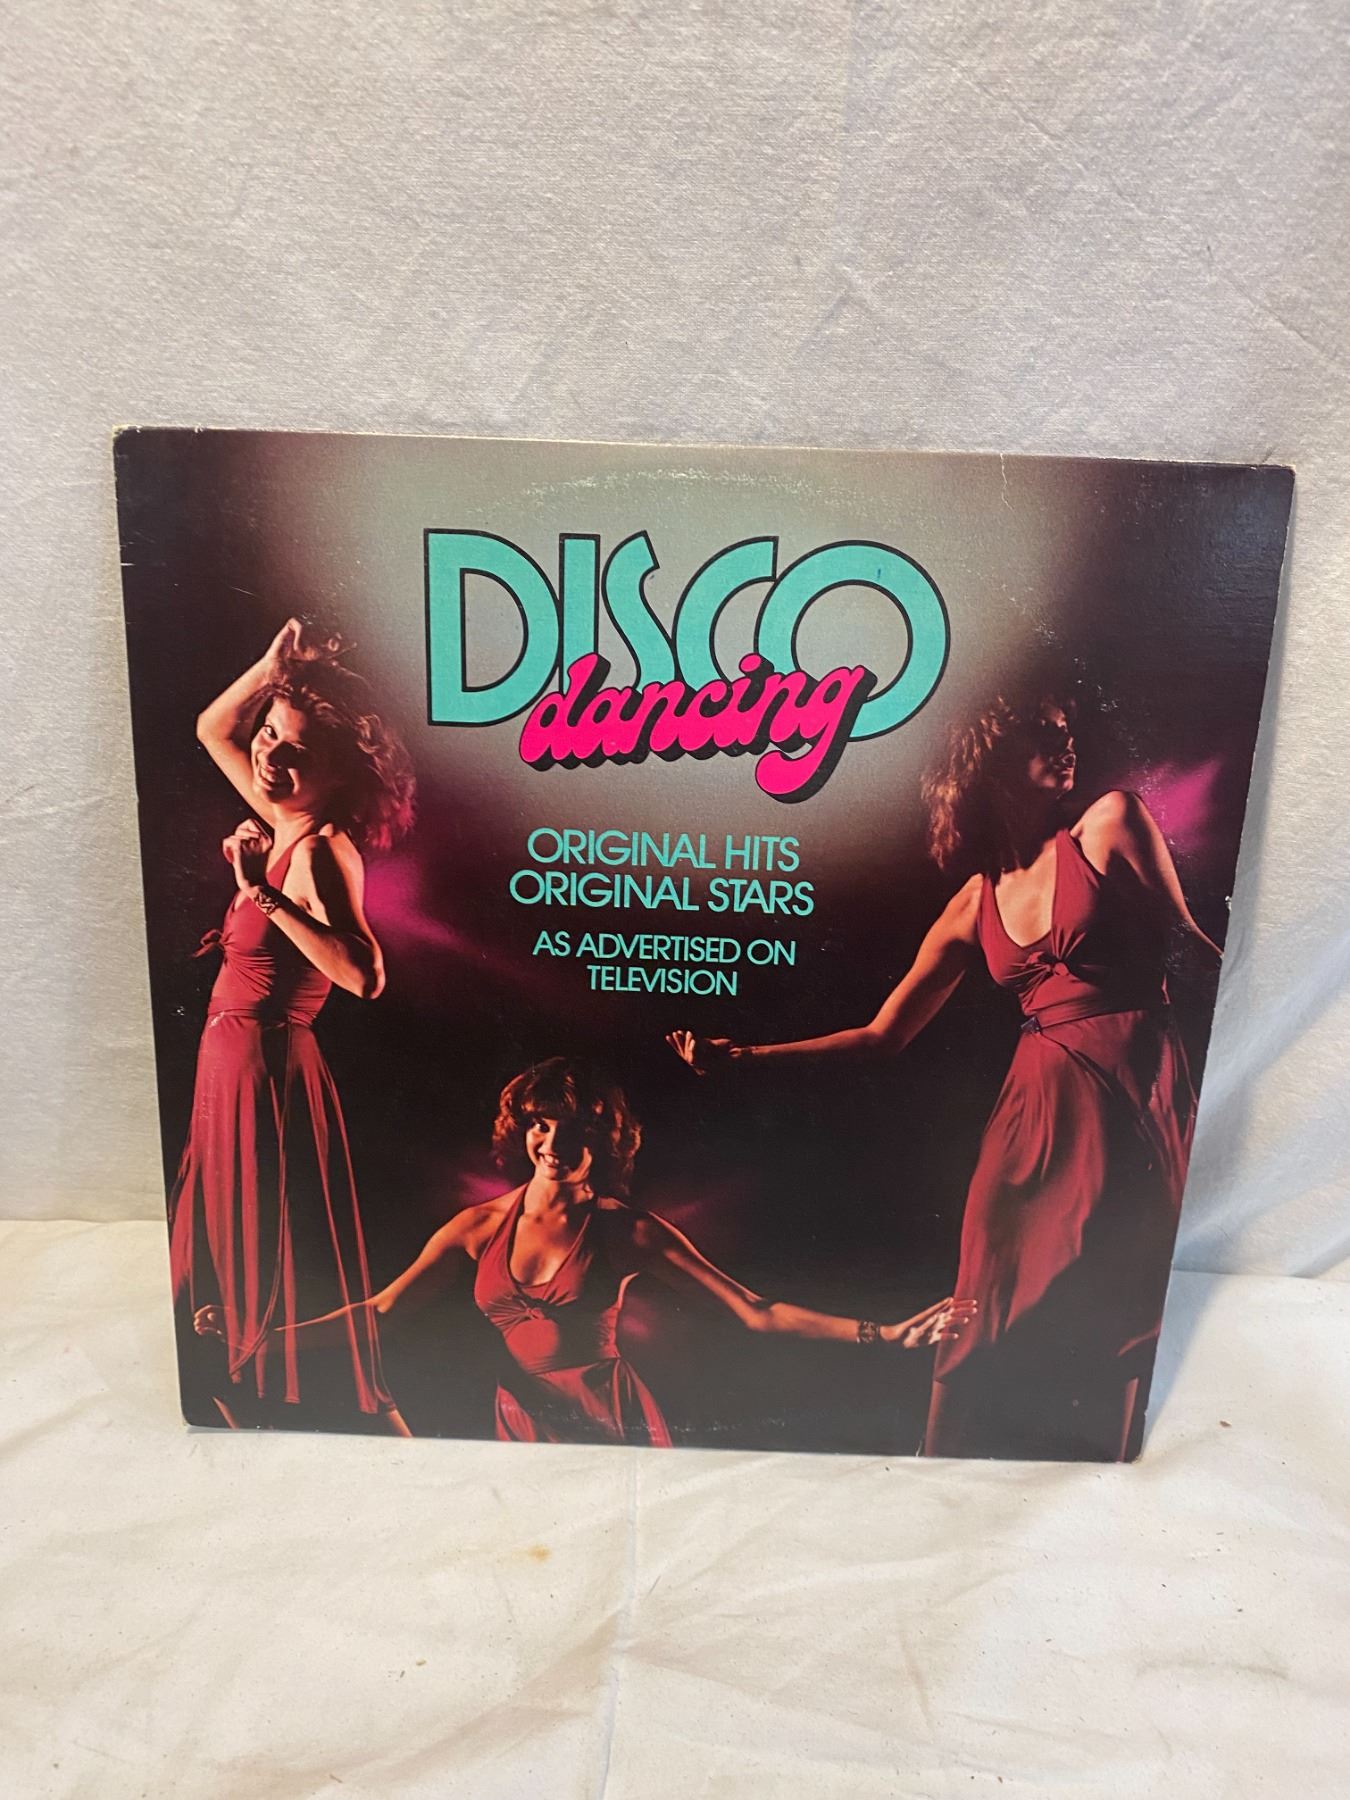 DISCO
dancing
ORIGINAL HITS
ORIGINAL STARS
AS ADVERTISED ON
TELEVISION